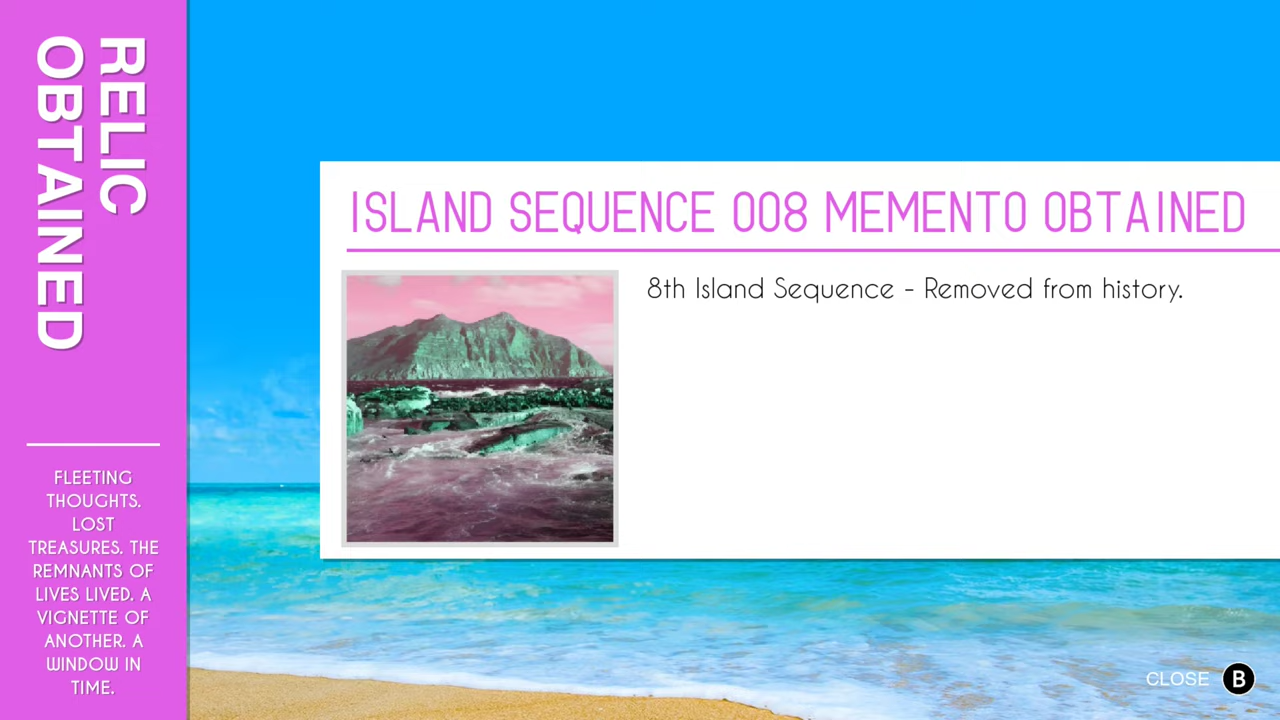 RELIC
OBTAINED
FLEETING
THOUGHTS.
LOST
TREASURES. THE
REMNANTS OF
LIVES LIVED. A
VIGNETTE OF
ANOTHER. A
WINDOW IN
TIME.
ISLAND SEQUENCE 008 MEMENTO OBTAINED
8th Island Sequence - Removed from history.
CLOSE B